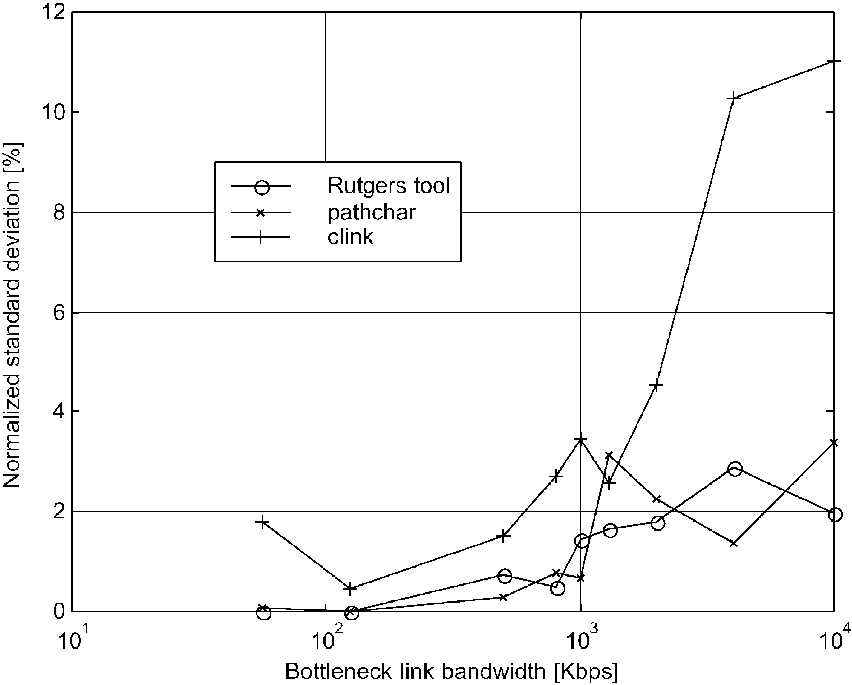 12
10
8
6
4
2
0
Normalized standard deviation [%]
Rutgers tool
pathchar
clink
10^1 10^2 10^3 10^4
Bottleneck link bandwidth [Kbps]